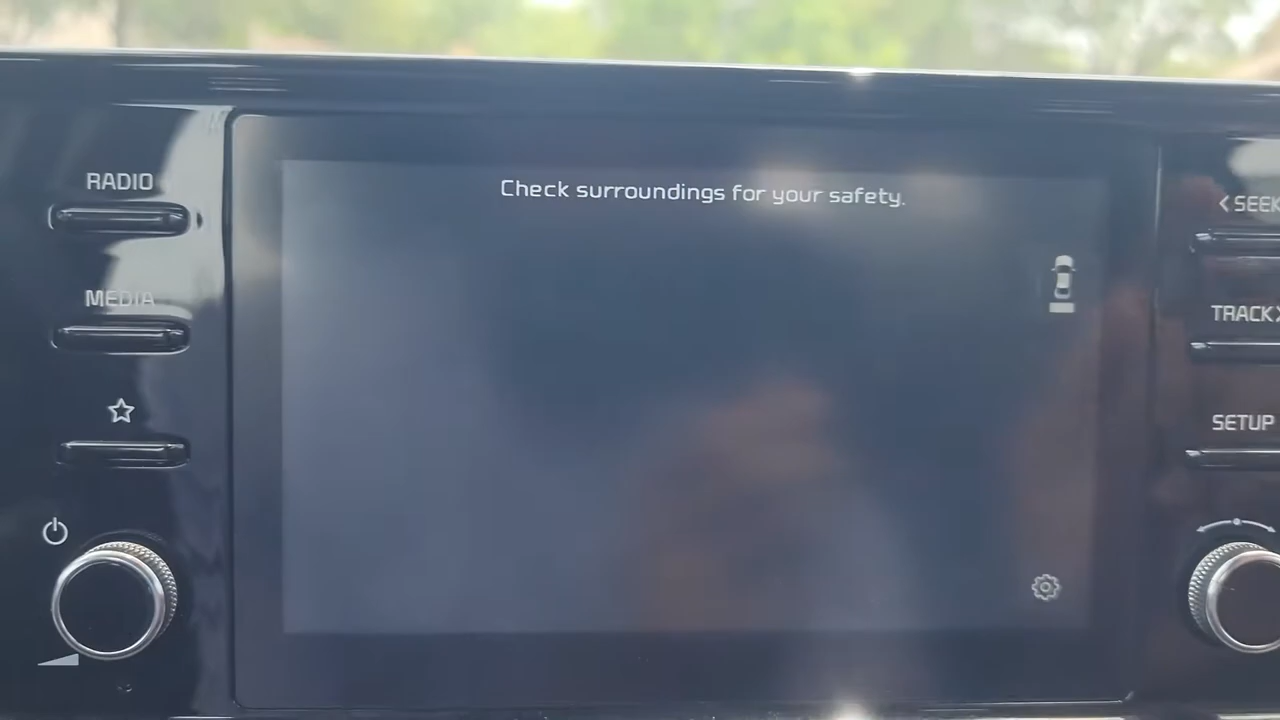 RADIO
Check surroundings for your safety.
< SEEK
MEDIA
TRACK >
SETUP